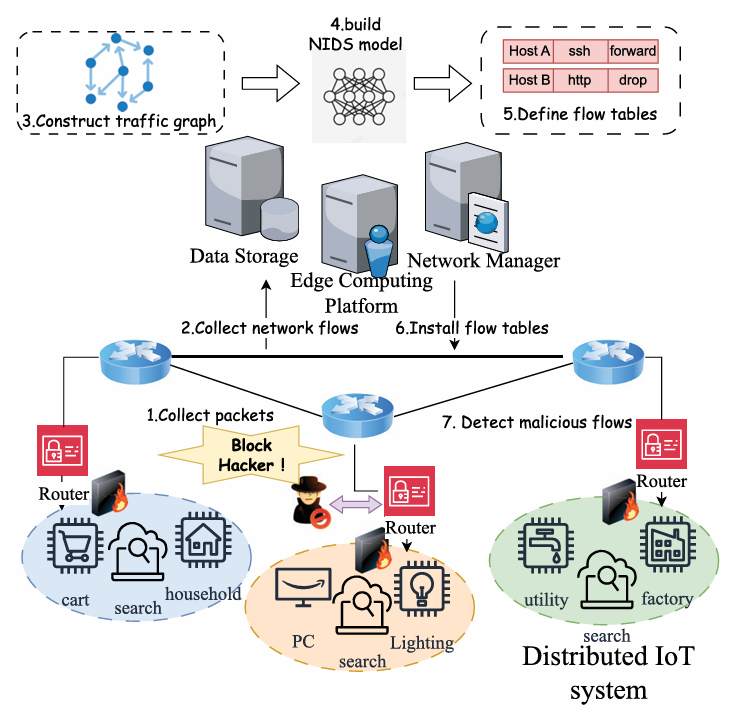 4.build
NIDS model
Host A ssh forward
Host B http drop
3.Construct traffic graph
5.Define flow tables
Data Storage
Edge Computing
Platform
Network Manager
2.Collect network flows
6.Install flow tables
1.Collect packets
7. Detect malicious flows
Block
Hacker !
Router
Router
Router
cart
search
household
PC
search
Lighting
utility
search
factory
Distributed IoT
system